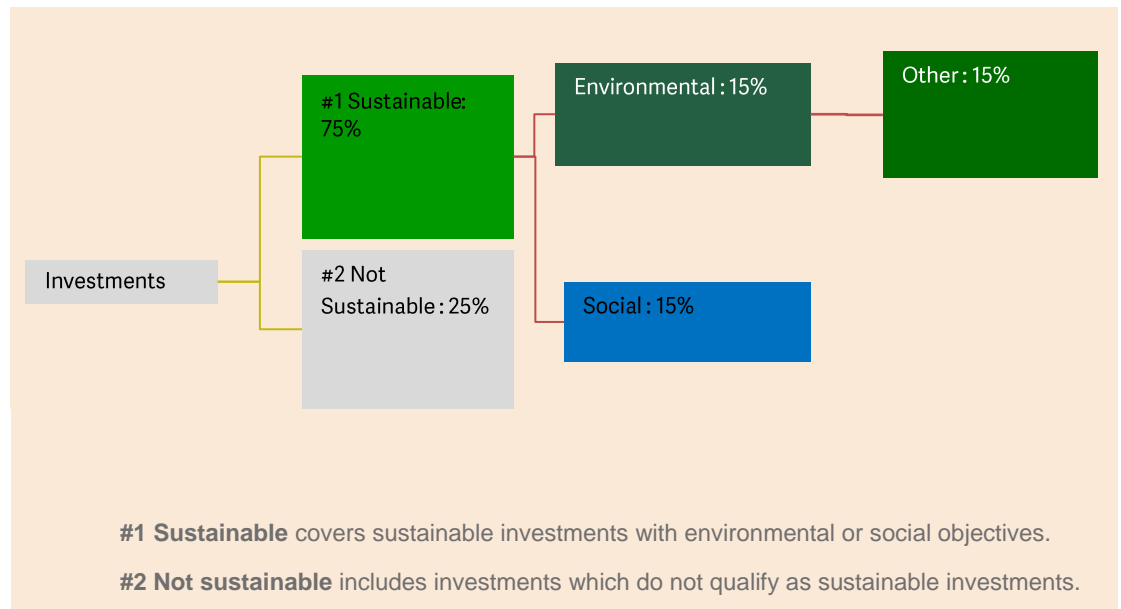 #1 Sustainable:
75%
Environmental : 15%
Other : 15%
Investments
#2 Not
Sustainable : 25%
Social : 15%
#1 Sustainable covers sustainable investments with environmental or social objectives.
#2 Not sustainable includes investments which do not qualify as sustainable investments.